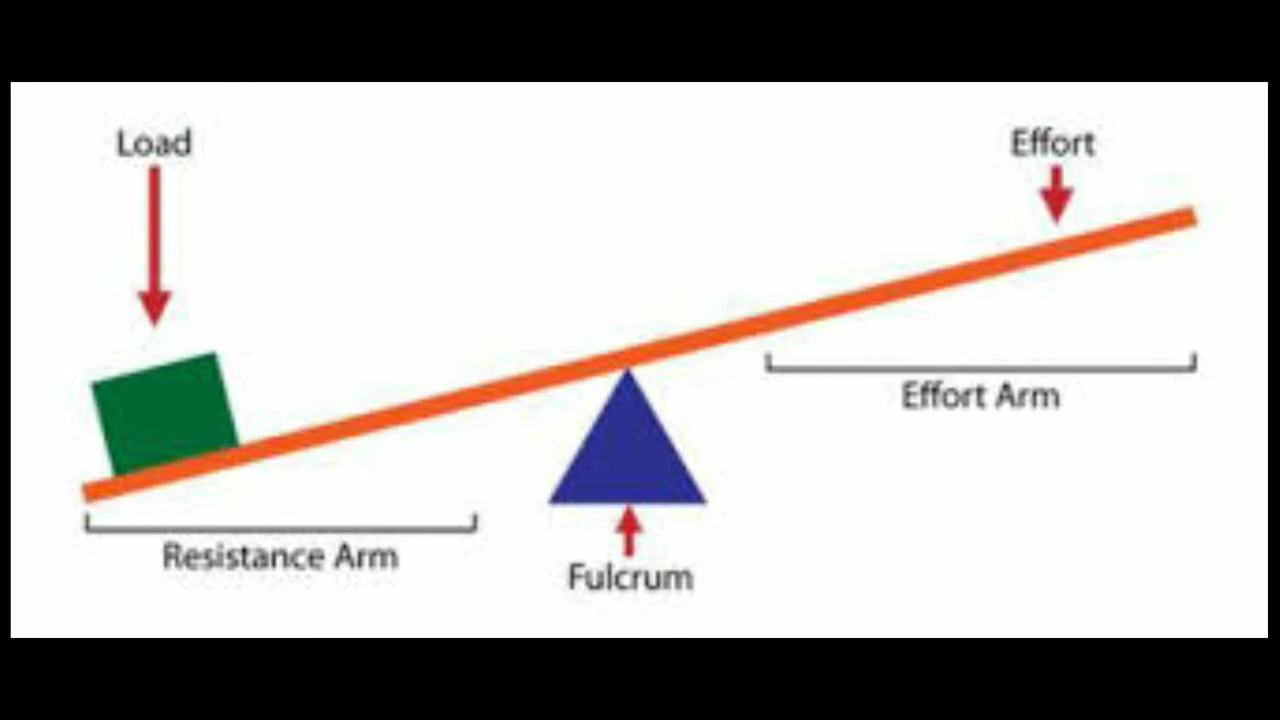 Load
Effort
Effort Arm
Resistance Arm
Fulcrum